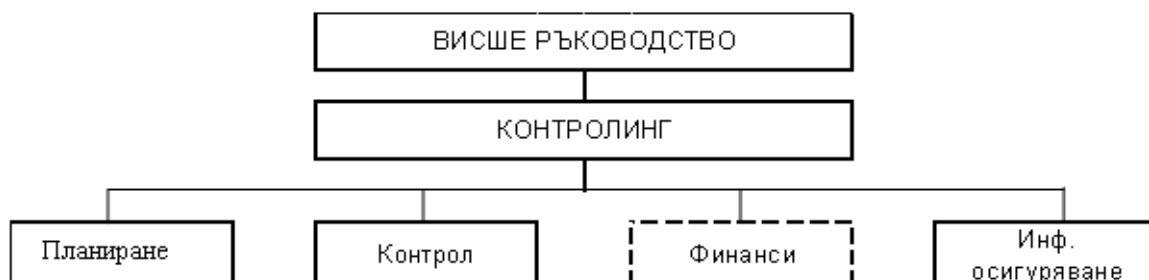 ВИСШЕ РЪКОВОДСТВО
КОНТРОЛИНГ
Планиране
Контрол
Финанси
Инф.
осигуряване